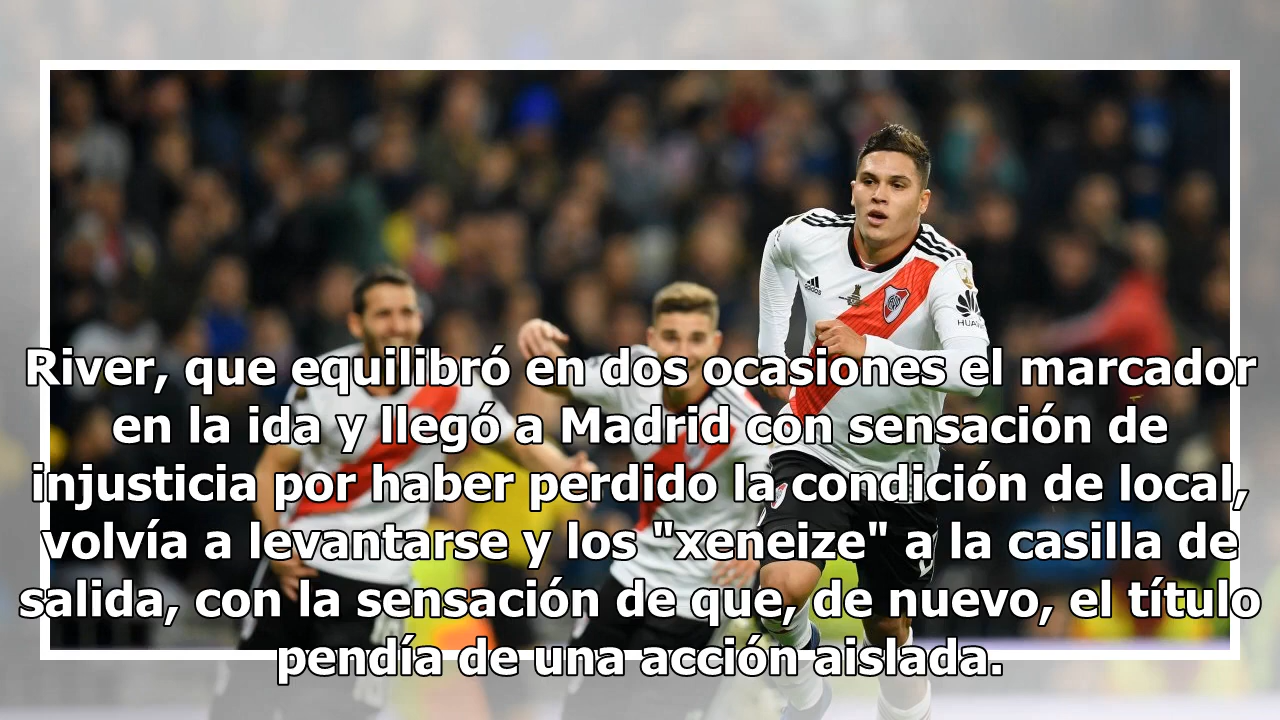 River, que equilibró en dos ocasiones el marcador
en la ida y llegó a Madrid con sensación de
injusticia por haber perdido la condición de local,
volvía a levantarse y los "xeneize" a la casilla de
salida, con la sensación de que, de nuevo, el título
pendía de una acción aislada.
adidas